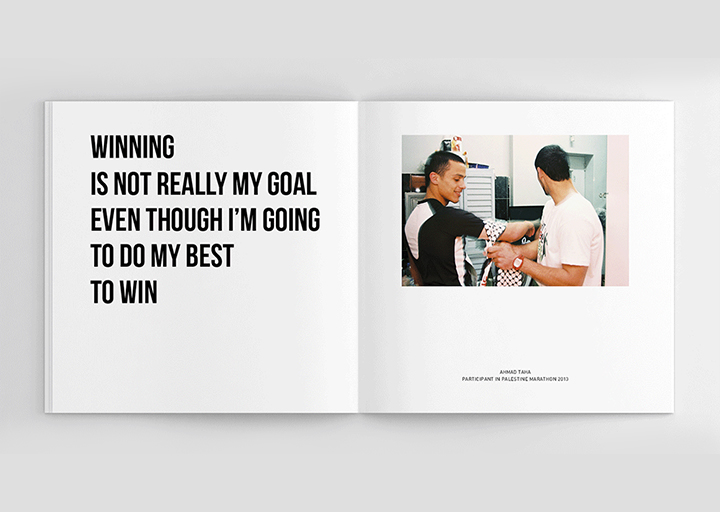 WINNING
IS NOT REALLY MY GOAL
EVEN THOUGH I'M GOING
TO DO MY BEST
TO WIN
AHMAD TAHA
PARTICIPANT IN PALESTINE MARATHON 2013